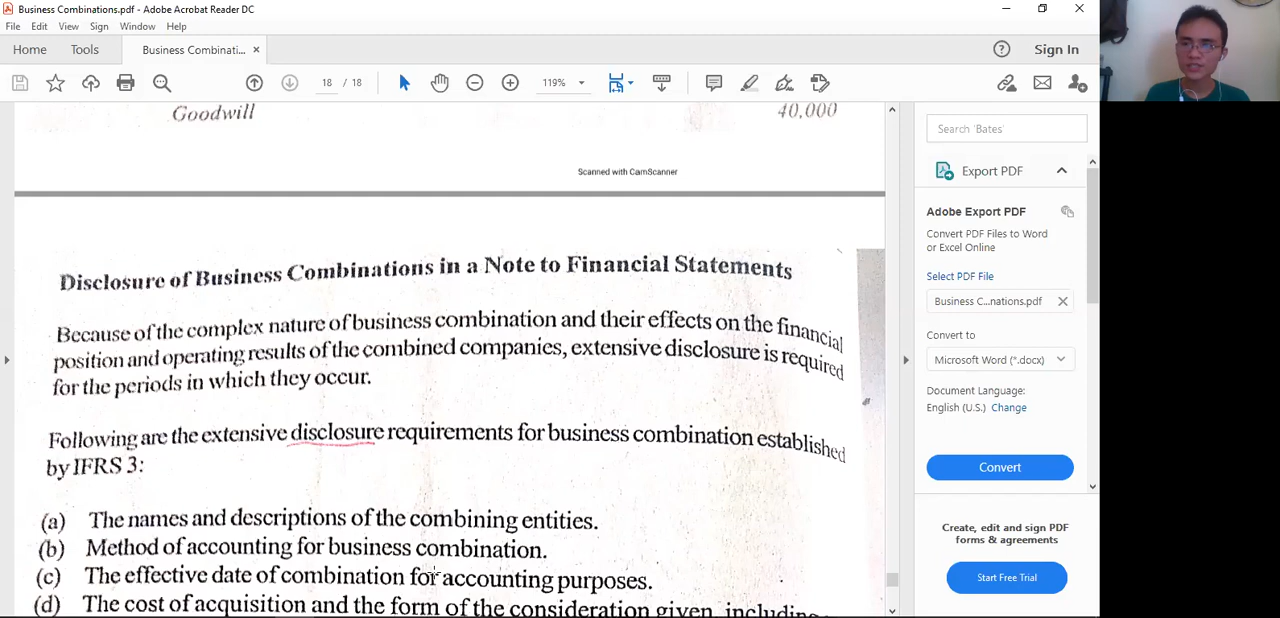 Business Combinations.pdf - Adobe Acrobat Reader DC
File Edit View Sign Window Help
Home Tools Business Combinati... × Sign In
18 / 18 119%
Goodwill 40,000
Scanned with CamScanner
Disclosure of Business Combinations in a Note to Financial Statements
Because of the complex nature of business combination and their effects on the financial
position and operating results of the combined companies, extensive disclosure is required
for the periods in which they occur.
Following are the extensive disclosure requirements for business combination established
by IFRS 3:
(a) The names and descriptions of the combining entities.
(b) Method of accounting for business combination.
(c) The effective date of combination for accounting purposes.
(d) The cost of acquisition and the form of the consideration given, including
Search 'Bates'
Export PDF
Adobe Export PDF
Convert PDF Files to Word
or Excel Online
Select PDF File
Business C...nations.pdf
Convert to
Microsoft Word (*.docx)
Document Language:
English (U.S.) Change
Convert
Create, edit and sign PDF
forms & agreements
Start Free Trial